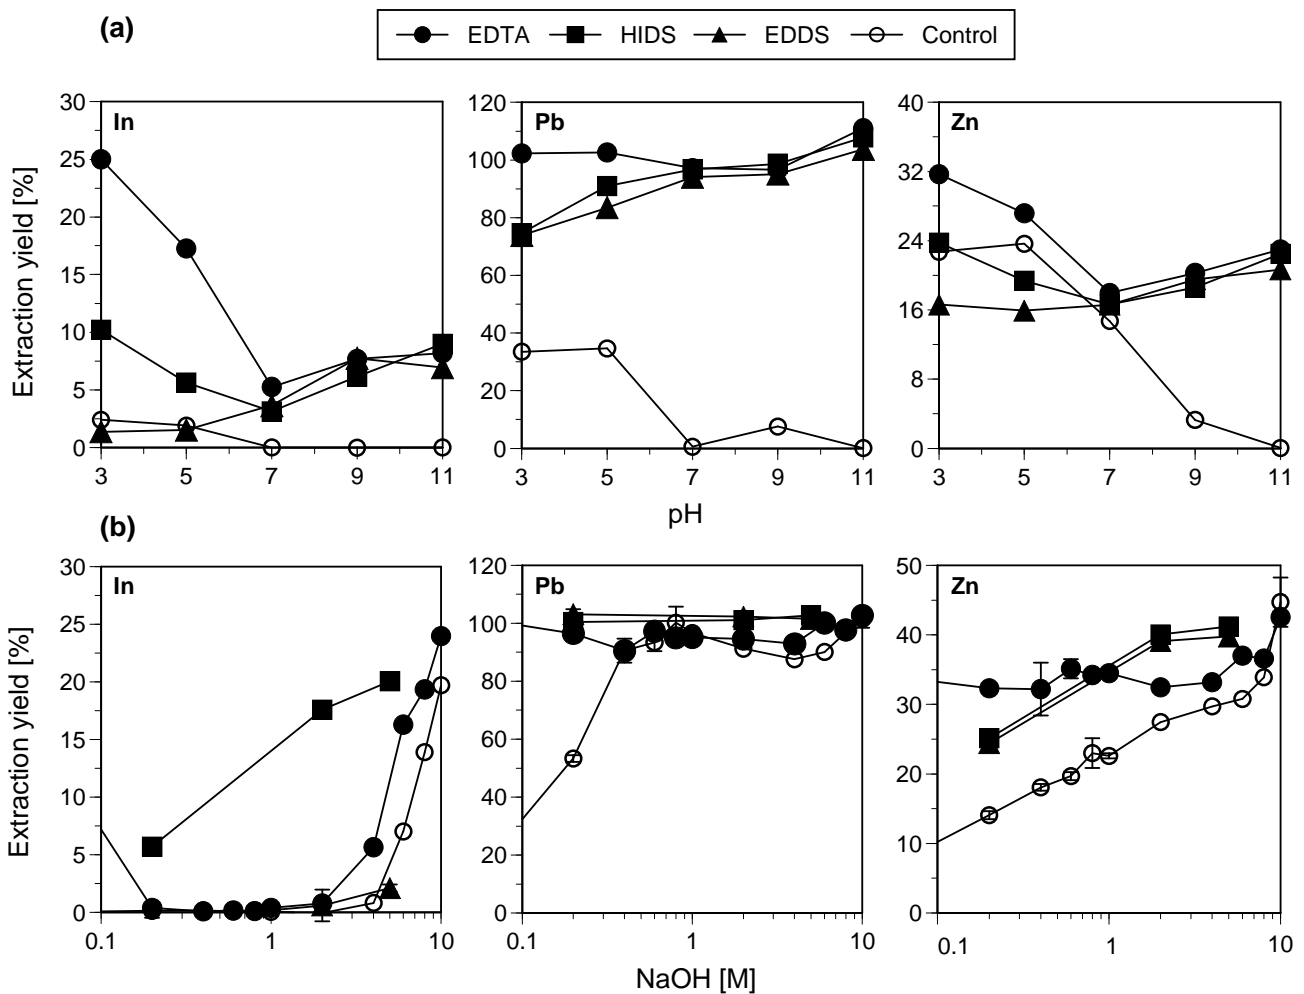 (a)
EDTA HIDS EDDS Control
Extraction yield [%]
In
30
25
20
15
10
5
0
3 5 7 9 11
Pb
120
100
80
60
40
20
0
3 5 7 9 11
Zn
40
32
24
16
8
0
3 5 7 9 11
pH
(b)
Extraction yield [%]
In
30
25
20
15
10
5
0
0.1 1 10
Pb
120
100
80
60
40
20
0
0.1 1 10
Zn
50
40
30
20
10
0
0.1 1 10
NaOH [M]